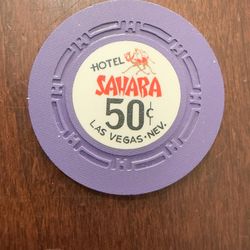 HOTEL
SAHARA
50¢
LAS VEGAS·NEV.